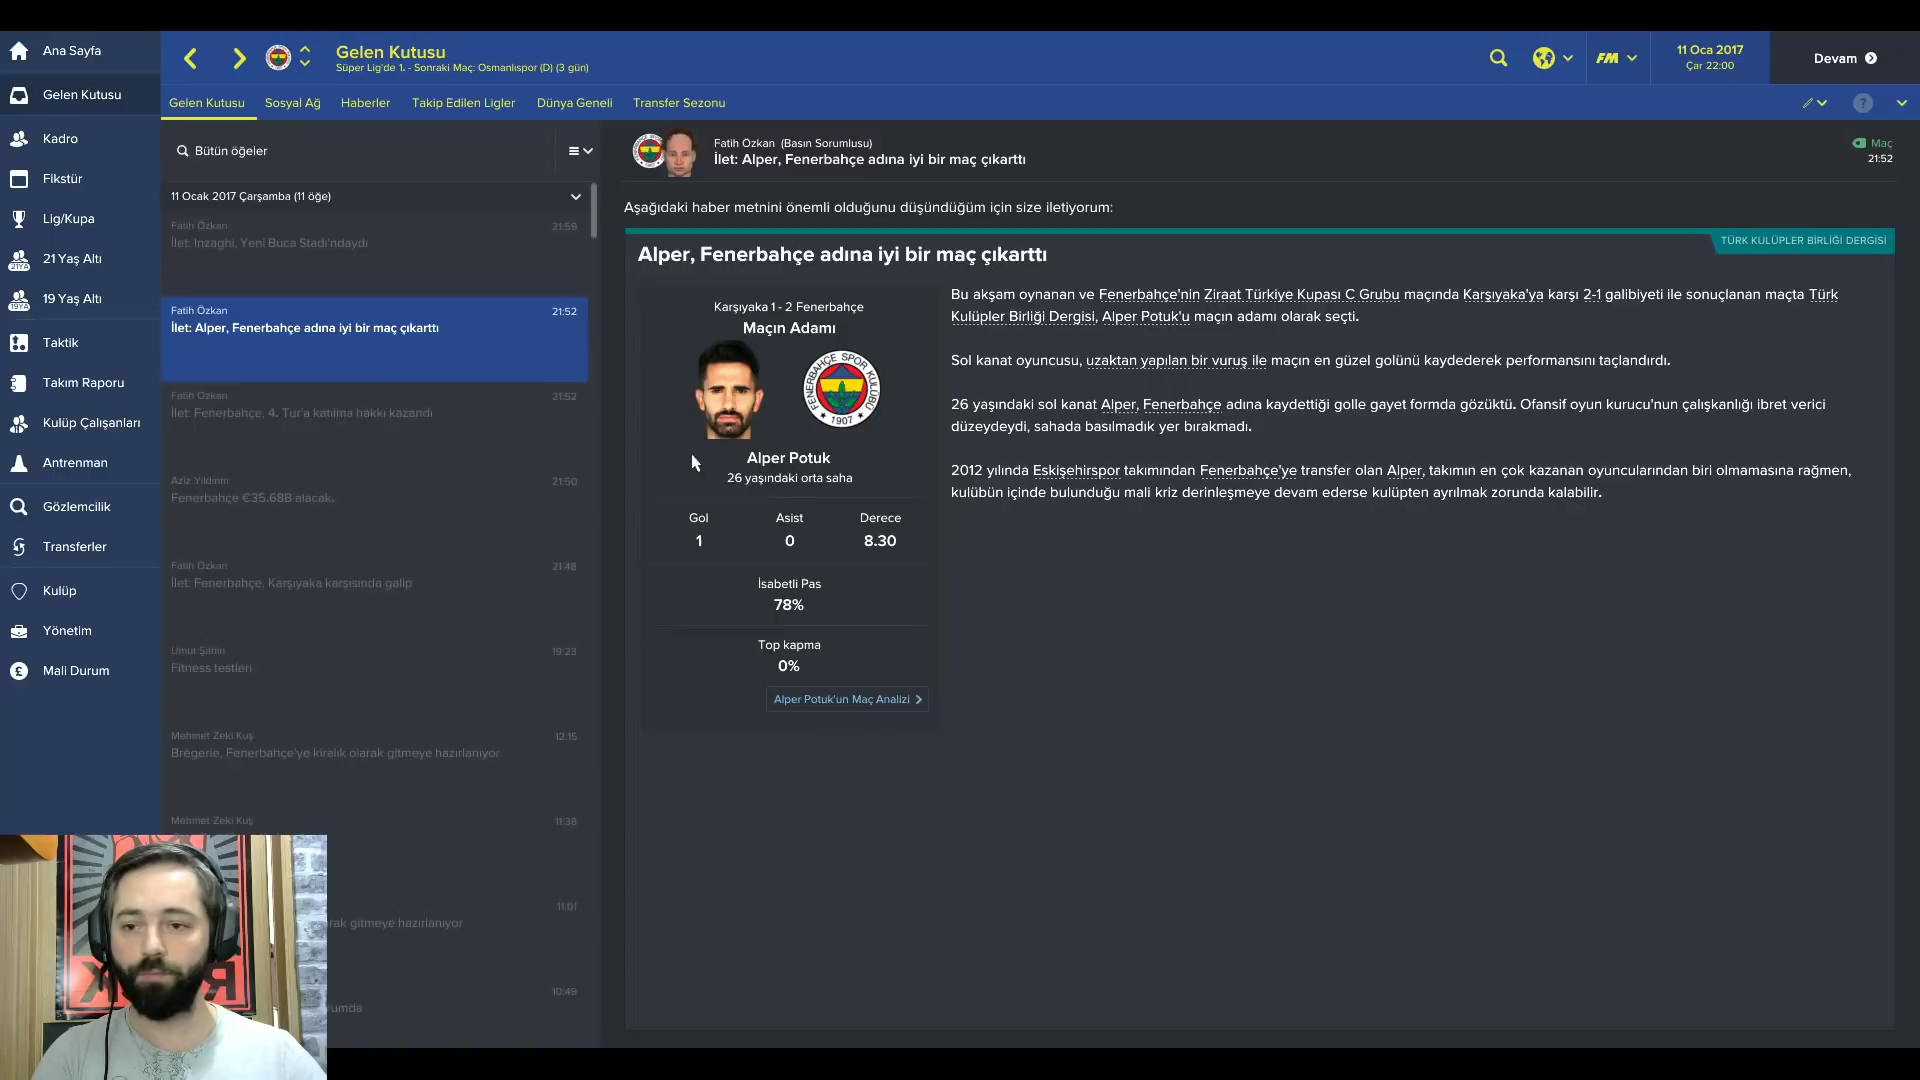 Ana Sayfa
Gelen Kutusu
Kadro
Fikstür
Lig/Kupa
21 Yaş Altı
19 Yaş Altı
Taktik
Takım Raporu
Kulüp Çalışanları
Antrenman
Gözlemcilik
Transferler
Kulüp
Yönetim
Mali Durum
Gelen Kutusu
Süper Lig'de 1. - Sonraki Maç: Osmanlıspor (D) (3 gün)
FM
11 Oca 2017
Çar 22:00
Devam
Gelen Kutusu Sosyal Ağ Haberler Takip Edilen Ligler Dünya Geneli Transfer Sezonu
Bütün öğeler
11 Ocak 2017 Çarşamba (11 öğe)
Fatih Özkan 21:59
İlet: Inzaghi, Yeni Buca Stadı'ndaydı
Fatih Özkan 21:52
İlet: Alper, Fenerbahçe adına iyi bir maç çıkarttı
Fatih Özkan 21:52
İlet: Fenerbahçe, 4. Tur'a katılma hakkı kazandı
Aziz Yıldırım 21:50
Fenerbahçe €35.68B alacak.
Fatih Özkan 21:48
İlet: Fenerbahçe, Karşıyaka karşısında galip
Umut Şahin 19:23
Fitness testleri
Mehmet Zeki Kuş 12:15
Brégerie, Fenerbahçe'ye kiralık olarak gitmeye hazırlanıyor
Mehmet Zeki Kuş 11:38
11:01
rak gitmeye hazırlanıyor
10:49
Fatih Özkan (Basın Sorumlusu)
İlet: Alper, Fenerbahçe adına iyi bir maç çıkarttı
Maç
21:52
Aşağıdaki haber metnini önemli olduğunu düşündüğüm için size iletiyorum:
TÜRK KULÜPLER BİRLİĞİ DERGİSİ
Alper, Fenerbahçe adına iyi bir maç çıkarttı
Karşıyaka 1 - 2 Fenerbahçe
Maçın Adamı
FENERBAHÇE SPOR KULÜBÜ
1907
Alper Potuk
26 yaşındaki orta saha
Gol Asist Derece
1 0 8.30
İsabetli Pas
78%
Top kapma
0%
Alper Potuk'un Maç Analizi
Bu akşam oynanan ve Fenerbahçe'nin Ziraat Türkiye Kupası C Grubu maçında Karşıyaka'ya karşı 2-1 galibiyeti ile sonuçlanan maçta Türk
Kulüpler Birliği Dergisi, Alper Potuk'u maçın adamı olarak seçti.
Sol kanat oyuncusu, uzaktan yapılan bir vuruş ile maçın en güzel golünü kaydederek performansını taçlandırdı.
26 yaşındaki sol kanat Alper, Fenerbahçe adına kaydettiği golle gayet formda gözüktü. Ofansif oyun kurucu'nun çalışkanlığı ibret verici
düzeydeydi, sahada basılmadık yer bırakmadı.
2012 yılında Eskişehirspor takımından Fenerbahçe'ye transfer olan Alper, takımın en çok kazanan oyuncularından biri olmamasına rağmen,
kulübün içinde bulunduğu mali kriz derinleşmeye devam ederse kulüpten ayrılmak zorunda kalabilir.